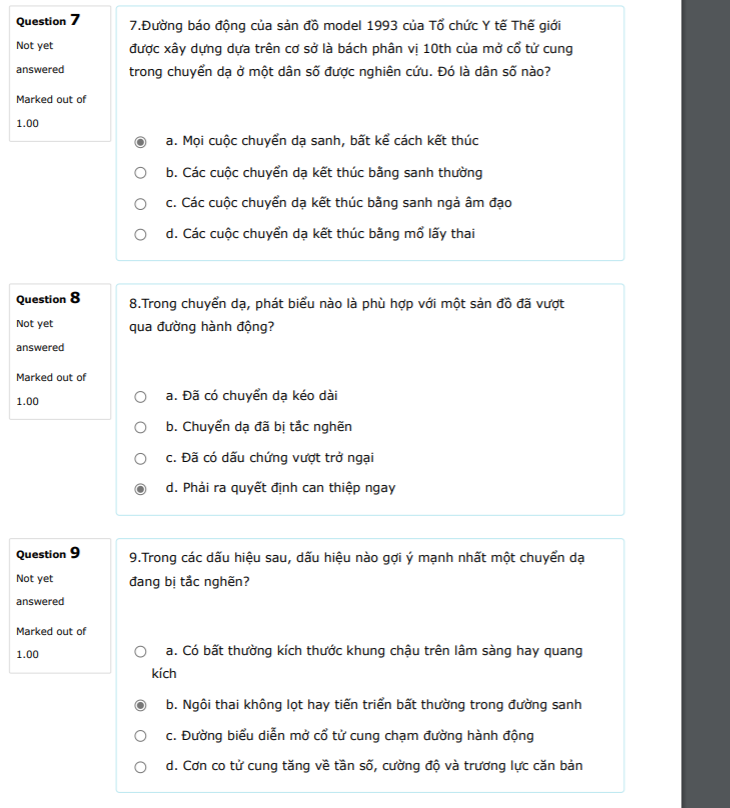 Question 7
Not yet
answered
Marked out of
1.00
7.Đường báo động của sản đồ model 1993 của Tổ chức Y tế Thế giới
được xây dựng dựa trên cơ sở là bách phân vị 10th của mở cổ tử cung
trong chuyển dạ ở một dân số được nghiên cứu. Đó là dân số nào?
a. Mọi cuộc chuyển dạ sanh, bất kể cách kết thúc
b. Các cuộc chuyển dạ kết thúc bằng sanh thường
c. Các cuộc chuyển dạ kết thúc bằng sanh ngả âm đạo
d. Các cuộc chuyển dạ kết thúc bằng mổ lấy thai
Question 8
Not yet
answered
Marked out of
1.00
8.Trong chuyển dạ, phát biểu nào là phù hợp với một sản đồ đã vượt
qua đường hành động?
a. Đã có chuyển dạ kéo dài
b. Chuyển dạ đã bị tắc nghẽn
c. Đã có dấu chứng vượt trở ngại
d. Phải ra quyết định can thiệp ngay
Question 9
Not yet
answered
Marked out of
1.00
9.Trong các dấu hiệu sau, dấu hiệu nào gợi ý mạnh nhất một chuyển dạ
đang bị tắc nghẽn?
a. Có bất thường kích thước khung chậu trên lâm sàng hay quang
kích
b. Ngôi thai không lọt hay tiến triển bất thường trong đường sanh
c. Đường biểu diễn mở cổ tử cung chạm đường hành động
d. Cơn co tử cung tăng về tần số, cường độ và trương lực căn bản